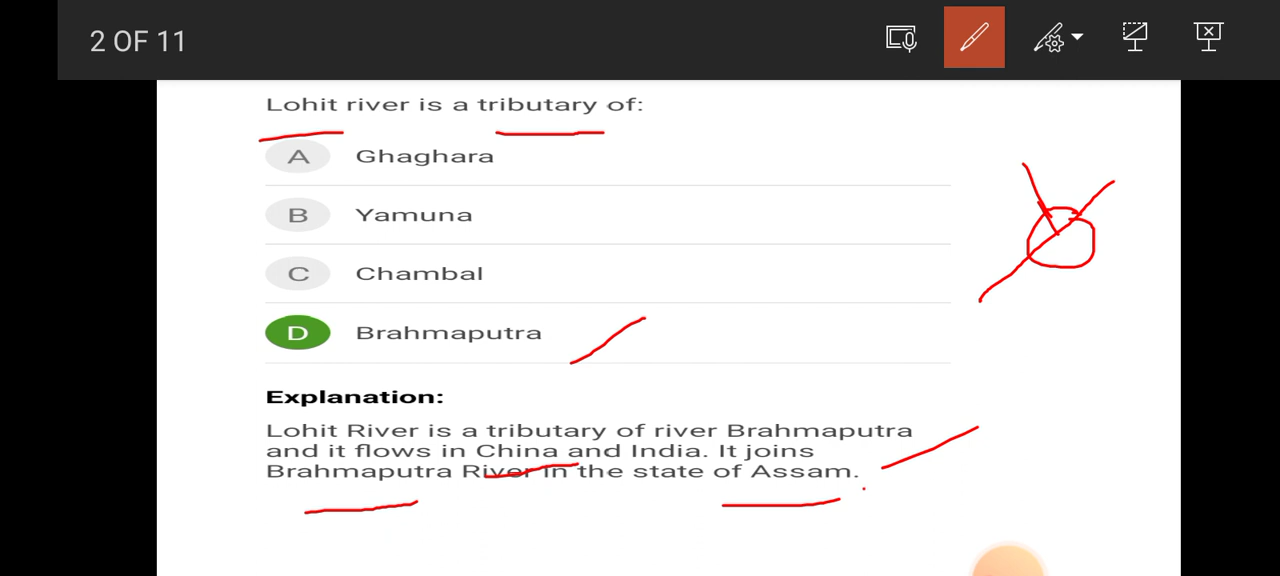 2 OF 11
Lohit river is a tributary of:
A Ghaghara
B Yamuna
C Chambal
D Brahmaputra
Explanation:
Lohit River is a tributary of river Brahmaputra
and it flows in China and India. It joins
Brahmaputra River in the state of Assam.